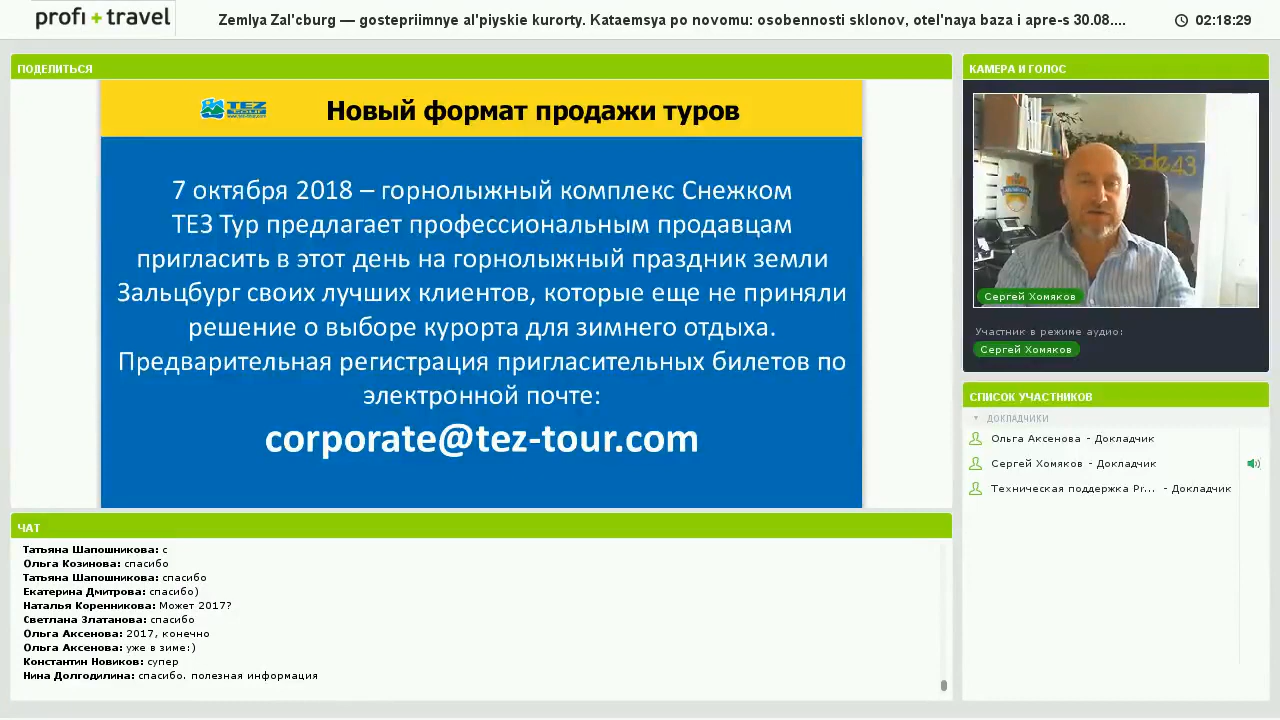 profi + travel
Zemlya Zal'cburg — gostepriimnye al'piyskie kurorty. Kataemsya po novomu: osobennosti sklonov, otel'naya baza i apre-s 30.08....
02:18:29
ПОДЕЛИТЬСЯ
TEZ TOUR
www.tez-tour.com
Новый формат продажи туров
7 октября 2018 – горнолыжный комплекс Снежком
ТЕЗ Тур предлагает профессиональным продавцам
пригласить в этот день на горнолыжный праздник земли
Зальцбург своих лучших клиентов, которые еще не приняли
решение о выборе курорта для зимнего отдыха.
Предварительная регистрация пригласительных билетов по
электронной почте:
corporate@tez-tour.com
ЧАТ
Татьяна Шапошникова: с
Ольга Козинова: спасибо
Татьяна Шапошникова: спасибо
Екатерина Дмитрова: спасибо)
Наталья Коренникова: Может 2017?
Светлана Златанова: спасибо
Ольга Аксенова: 2017, конечно
Ольга Аксенова: уже в зиме:)
Константин Новиков: супер
Нина Долгодилина: спасибо. полезная информация
КАМЕРА И ГОЛОС
Сергей Хомяков
Участник в режиме аудио:
Сергей Хомяков
СПИСОК УЧАСТНИКОВ
ДОКЛАДЧИКИ
Ольга Аксенова - Докладчик
Сергей Хомяков - Докладчик
Техническая поддержка Pr... - Докладчик